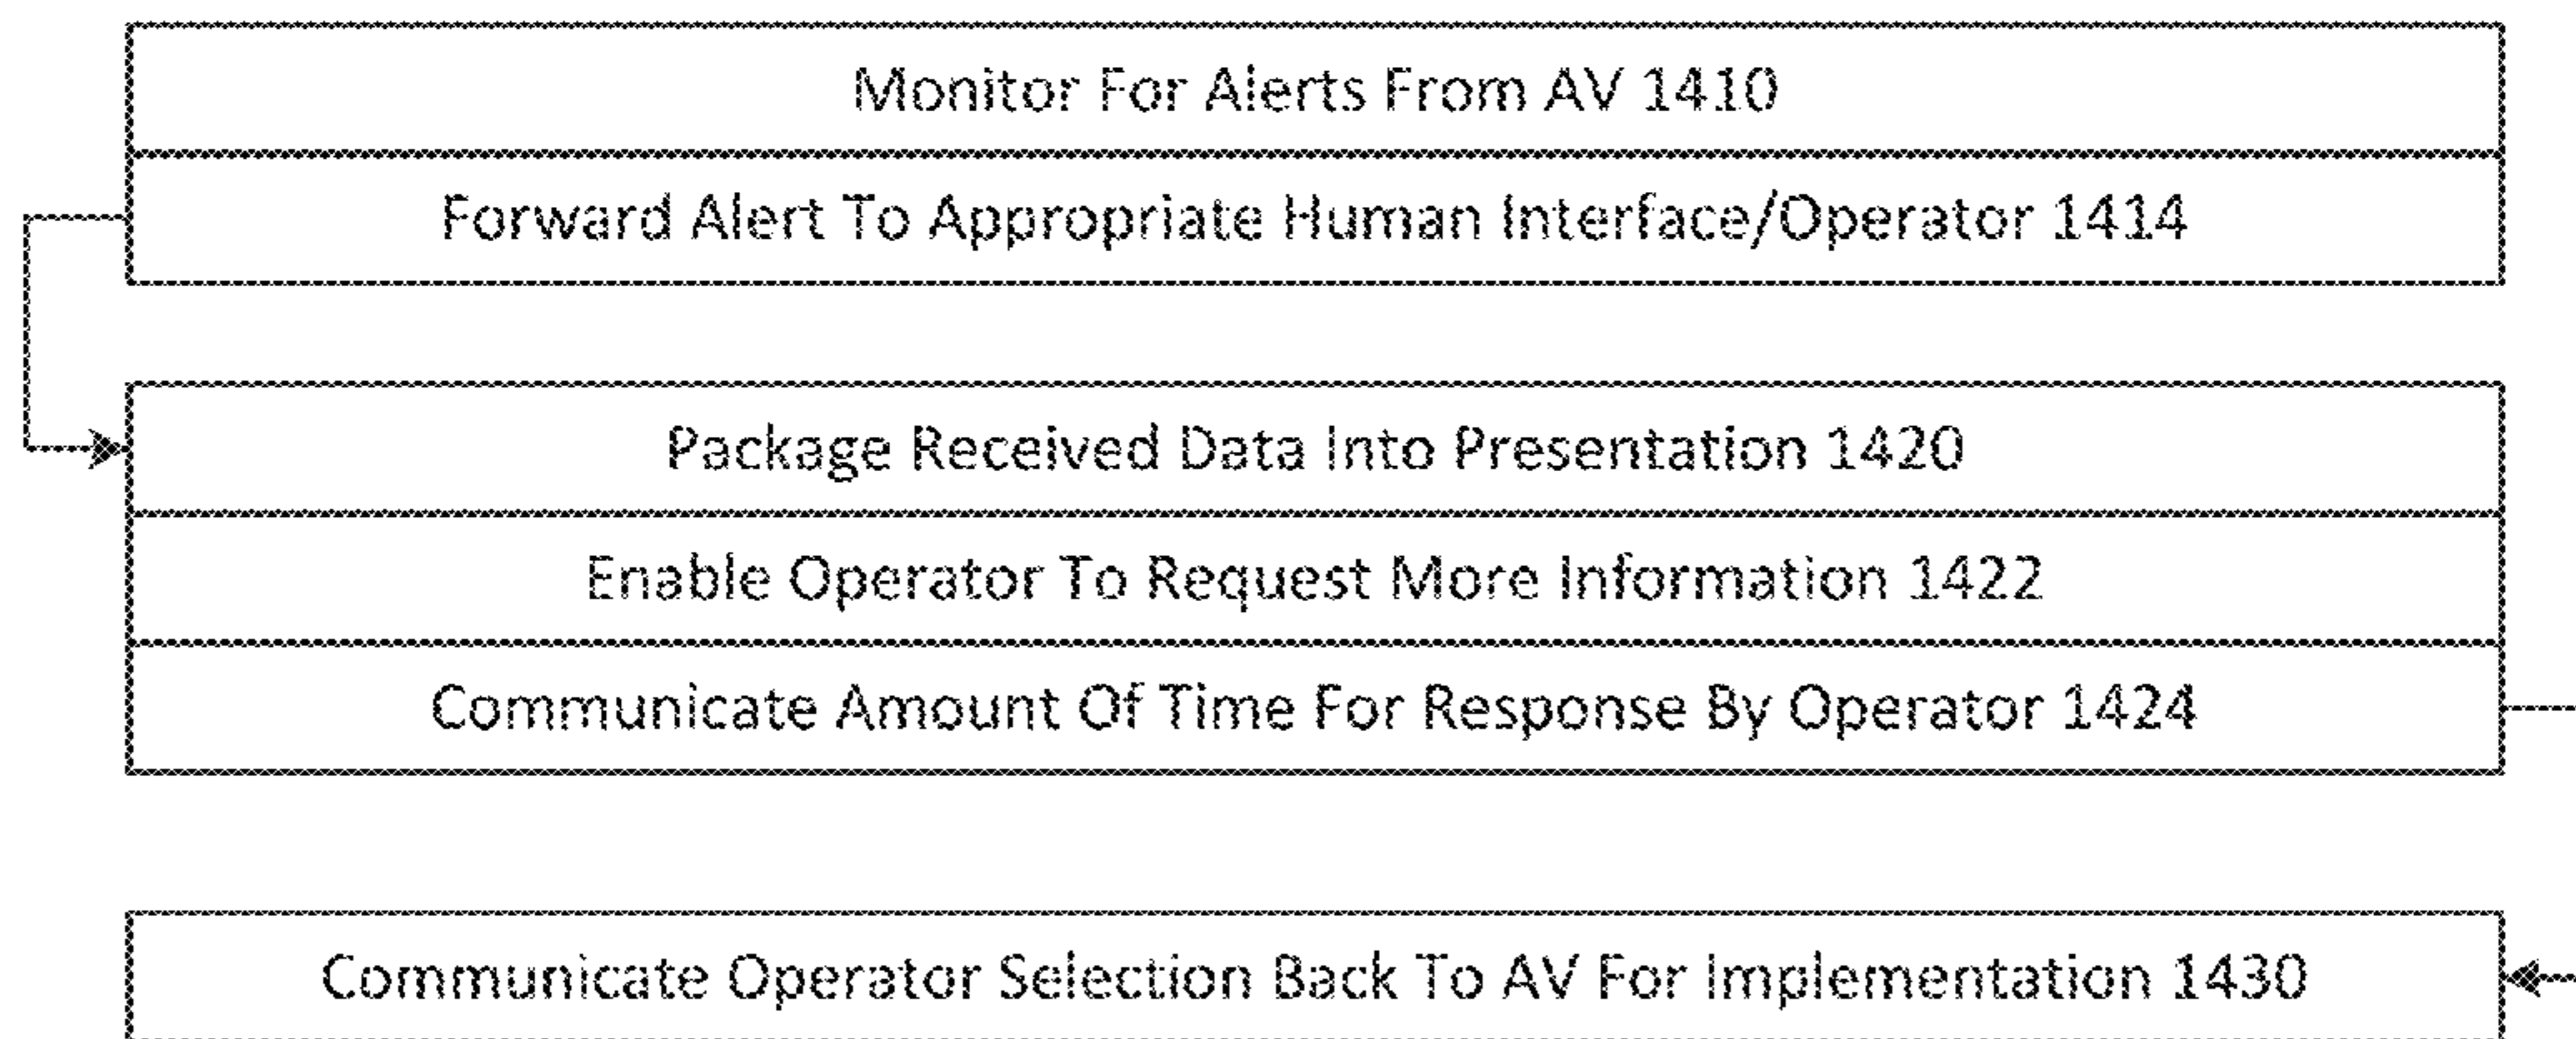 Monitor For Alerts From AV 1410
Forward Alert To Appropriate Human Interface/Operator 1414
Package Received Data Into Presentation 1420
Enable Operator To Request More Information 1422
Communicate Amount Of Time For Response By Operator 1424
Communicate Operator Selection Back To AV For Implementation 1430